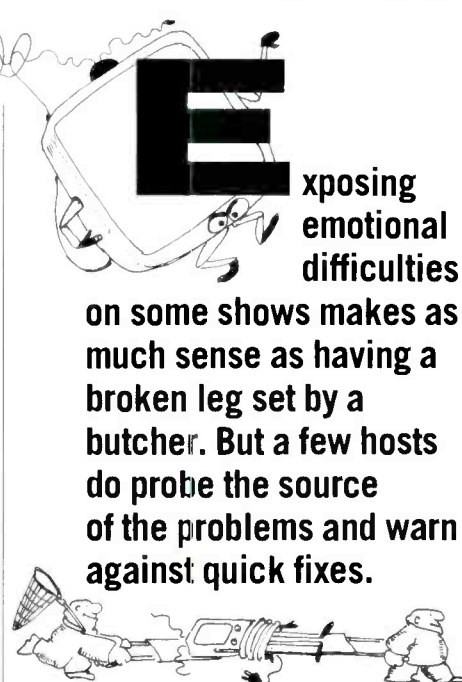 Exposing
emotional
difficulties
on some shows makes as
much sense as having a
broken leg set by a
butcher. But a few hosts
do probe the source
of the problems and warn
against quick fixes.